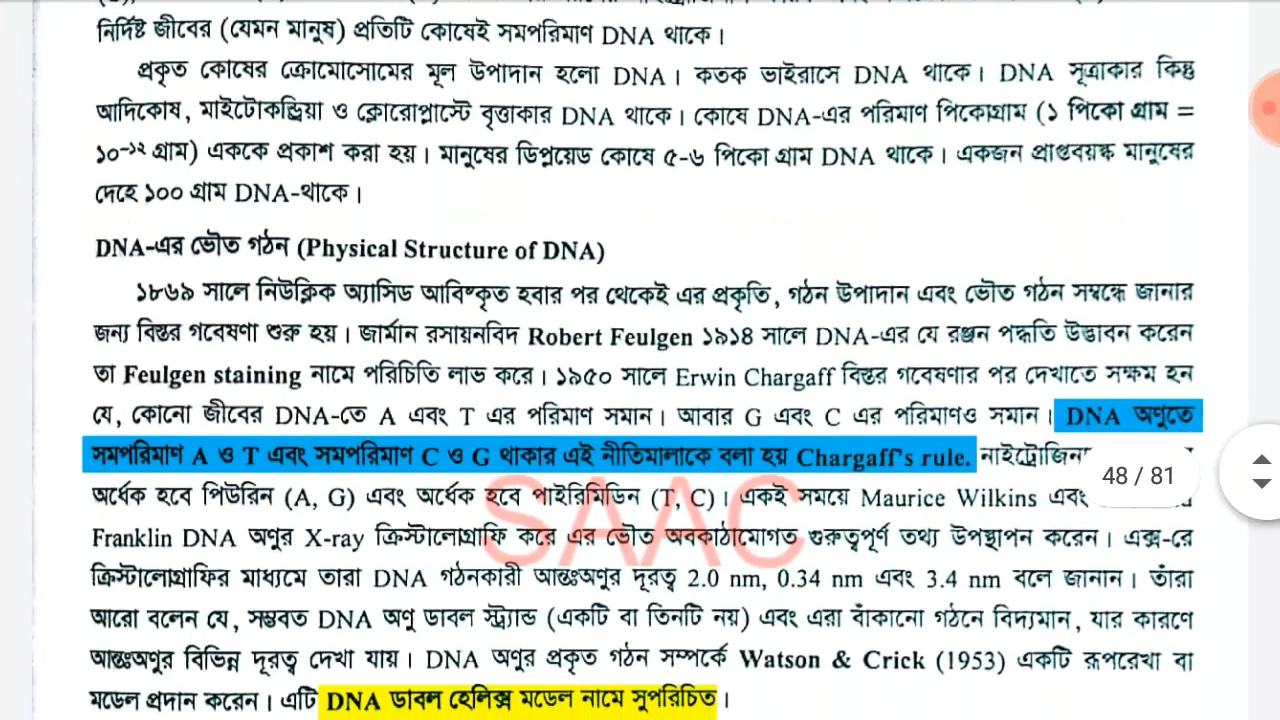 নির্দিষ্ট জীবের (যেমন মানুষ) প্রতিটি কোষেই সমপরিমাণ DNA থাকে।
প্রকৃত কোষের ক্রোমোসোমের মূল উপাদান হলো DNA। কতক ভাইরাসে DNA থাকে। DNA সূত্রাকার কিন্তু
আদিকোষ, মাইটোকন্ড্রিয়া ও ক্লোরোপ্লাস্টে বৃত্তাকার DNA থাকে। কোষে DNA-এর পরিমাণ পিকোগ্রাম (১ পিকো গ্রাম =
১০⁻¹² গ্রাম) এককে প্রকাশ করা হয়। মানুষের ডিপ্লয়েড কোষে ৫-৬ পিকো গ্রাম DNA থাকে। একজন প্রাপ্তবয়স্ক মানুষের
দেহে ১০০ গ্রাম DNA-থাকে।
DNA-এর ভৌত গঠন (Physical Structure of DNA)
১৮৬৯ সালে নিউক্লিক অ্যাসিড আবিষ্কৃত হবার পর থেকেই এর প্রকৃতি, গঠন উপাদান এবং ভৌত গঠন সম্বন্ধে জানার
জন্য বিস্তর গবেষণা শুরু হয়। জার্মান রসায়নবিদ Robert Feulgen ১৯১৪ সালে DNA-এর যে রঞ্জন পদ্ধতি উদ্ভাবন করেন
তা Feulgen staining নামে পরিচিতি লাভ করে। ১৯৫০ সালে Erwin Chargaff বিস্তর গবেষণার পর দেখাতে সক্ষম হন
যে, কোনো জীবের DNA-তে A এবং T এর পরিমাণ সমান। আবার G এবং C এর পরিমাণও সমান। DNA অণুতে
সমপরিমাণ A ও T এবং সমপরিমাণ C ও G থাকার এই নীতিমালাকে বলা হয় Chargaff's rule.
48 / 81
অর্ধেক হবে পিউরিন (A, G) এবং অর্ধেক হবে পাইরিমিডিন (T, C)। একই সময়ে Maurice Wilkins এবং
Franklin DNA অণুর X-ray ক্রিস্টালোগ্রাফি করে এর ভৌত অবকাঠামোগত গুরুত্বপূর্ণ তথ্য উপস্থাপন করেন। এক্স-রে
SAAC
ক্রিস্টালোগ্রাফির মাধ্যমে তারা DNA গঠনকারী আন্তঃঅণুর দূরত্ব 2.0 nm, 0.34 nm এবং 3.4 nm বলে জানান। তাঁরা
আরো বলেন যে, সম্ভবত DNA অণু ডাবল স্ট্র্যান্ড (একটি বা তিনটি নয়) এবং এরা বাঁকানো গঠনে বিদ্যমান, যার কারণে
আন্তঃঅণুর বিভিন্ন দূরত্ব দেখা যায়। DNA অণুর প্রকৃত গঠন সম্পর্কে Watson & Crick (1953) একটি রূপরেখা বা
মডেল প্রদান করেন। এটি DNA ডাবল হেলিক্স মডেল নামে সুপরিচিত।